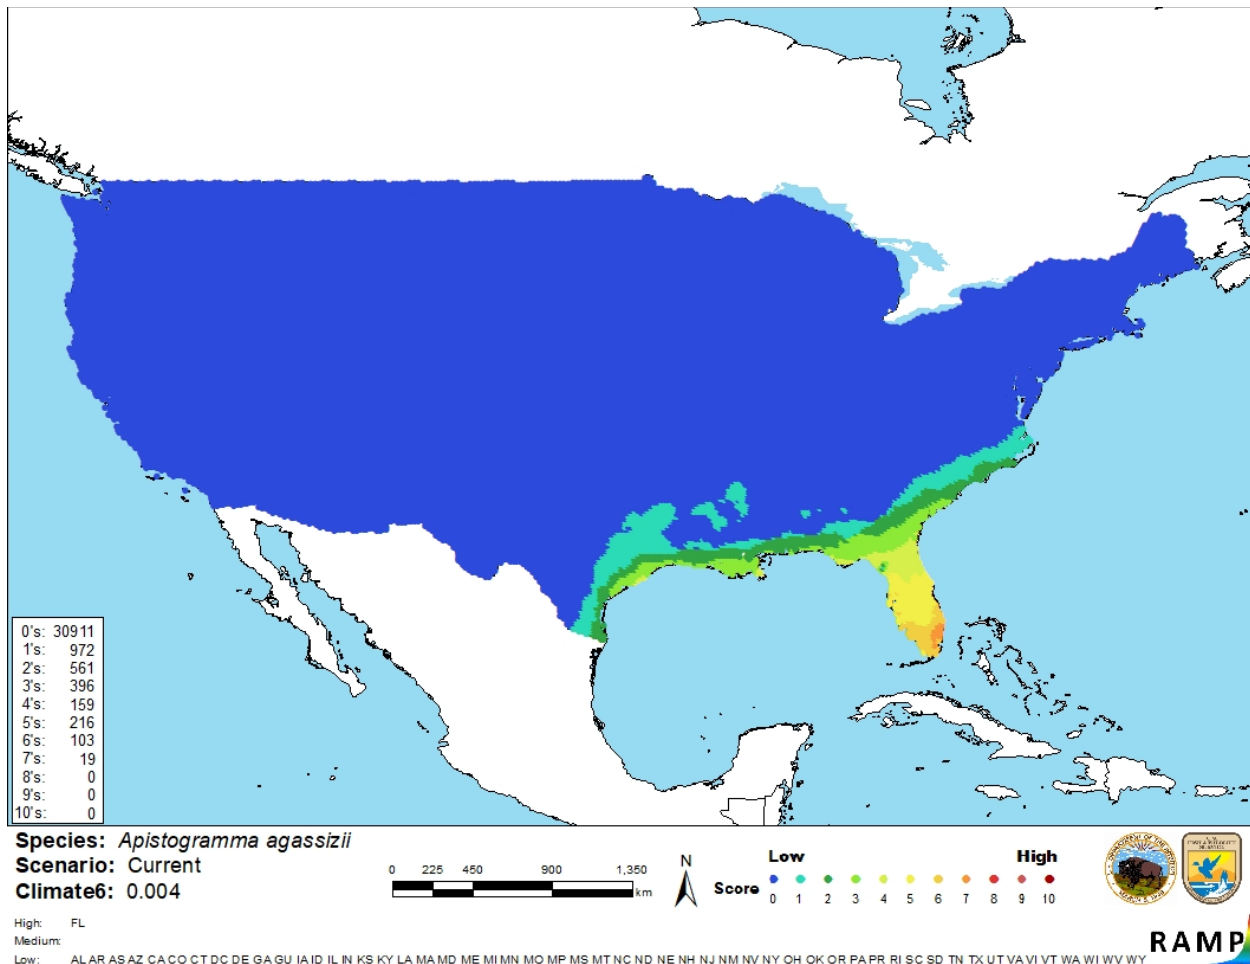 0's: 30911
1's: 972
2's: 561
3's: 396
4's: 159
5's: 216
6's: 103
7's: 19
8's: 0
9's: 0
10's: 0
Species: Apistogramma agassizii
Scenario: Current
Climate6: 0.004
0 225 450 900 1,350
km
N
Low High
Score
0 1 2 3 4 5 6 7 8 9 10
High: FL
Medium:
Low: AL AR AS AZ CA CO CT DC DE GA GU IA ID IL IN KS KY LA MA MD ME MI MN MO MP MS MT NC ND NE NH NJ NM NV NY OH OK OR PA PR RI SC SD TN TX UT VA VI VT WA WI WV WY
RAMP